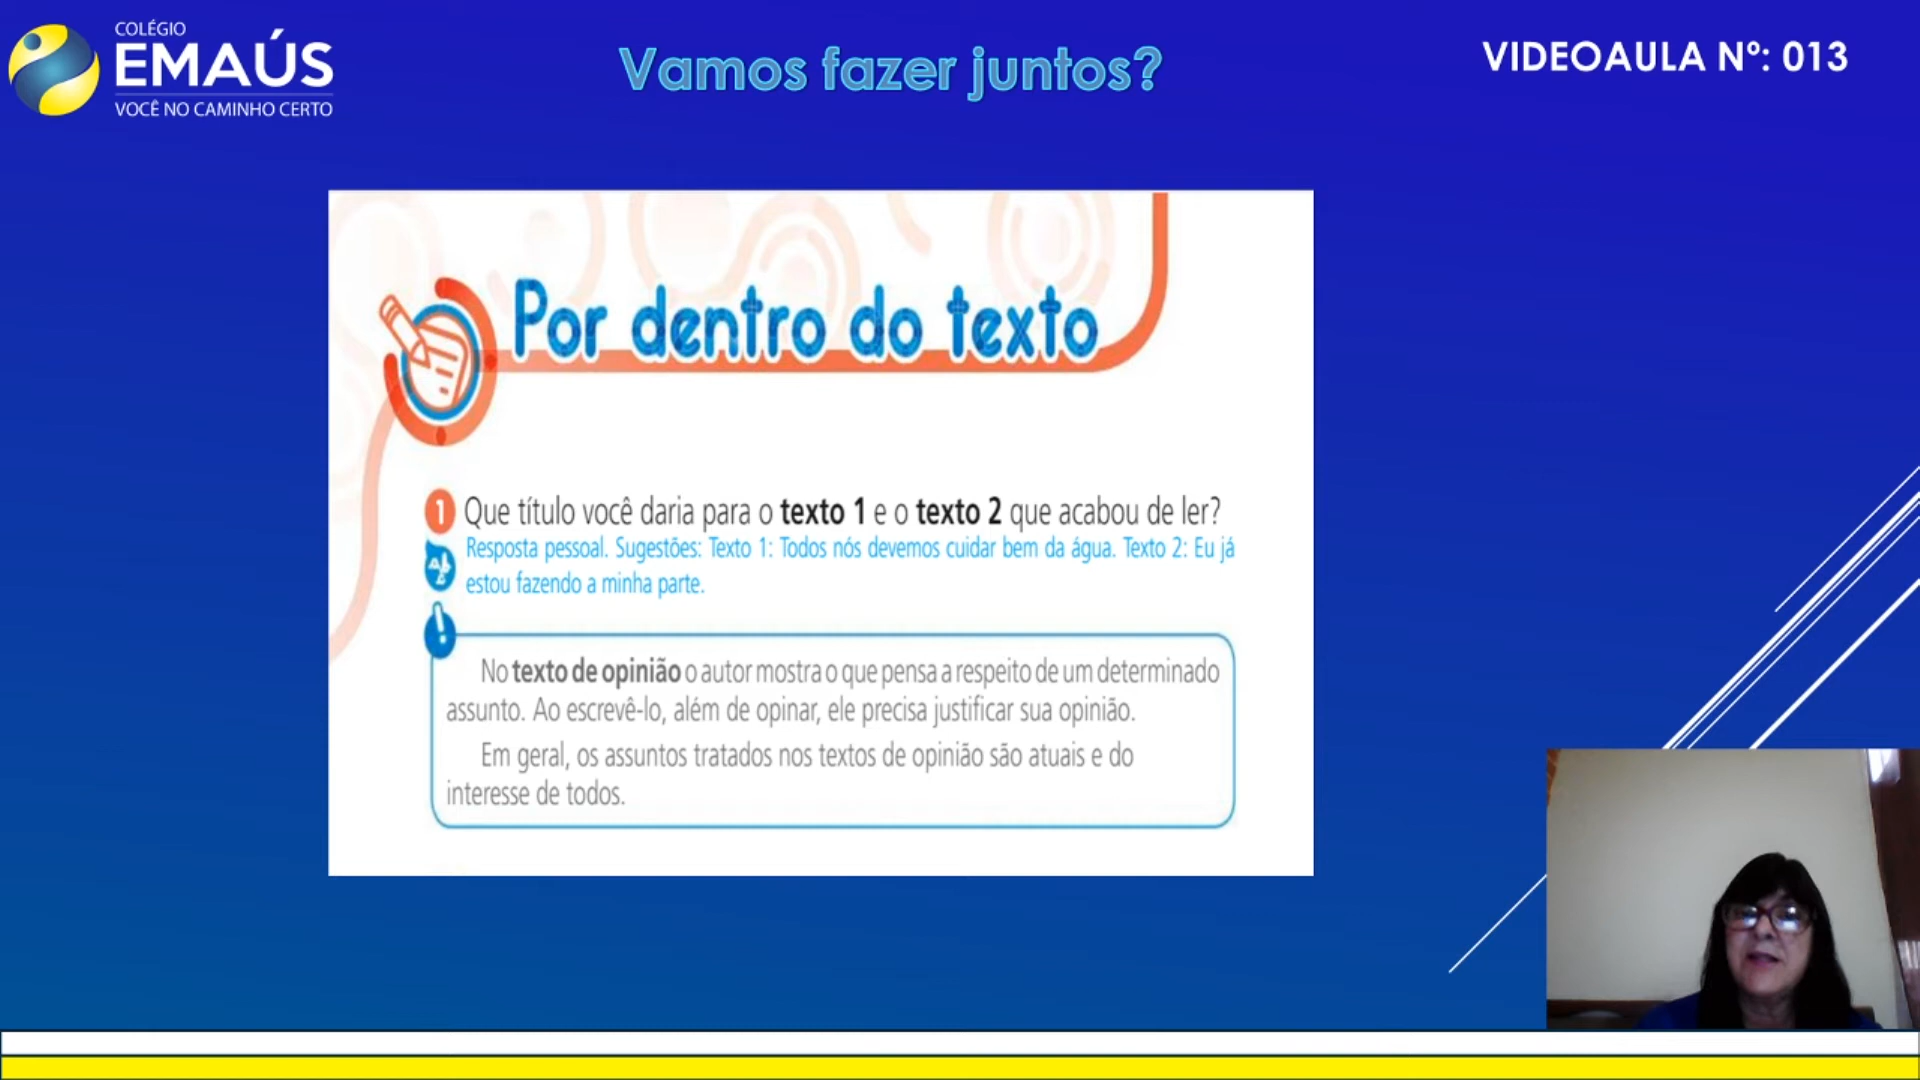 COLÉGIO
EMAÚS
VOCÊ NO CAMINHO CERTO
Vamos fazer juntos?
VIDEOAULA Nº: 013
Por dentro do texto
1 Que título você daria para o texto 1 e o texto 2 que acabou de ler?
Resposta pessoal. Sugestões: Texto 1: Todos nós devemos cuidar bem da água. Texto 2: Eu já
estou fazendo a minha parte.
No texto de opinião o autor mostra o que pensa a respeito de um determinado
assunto. Ao escrevê-lo, além de opinar, ele precisa justificar sua opinião.
Em geral, os assuntos tratados nos textos de opinião são atuais e do
interesse de todos.